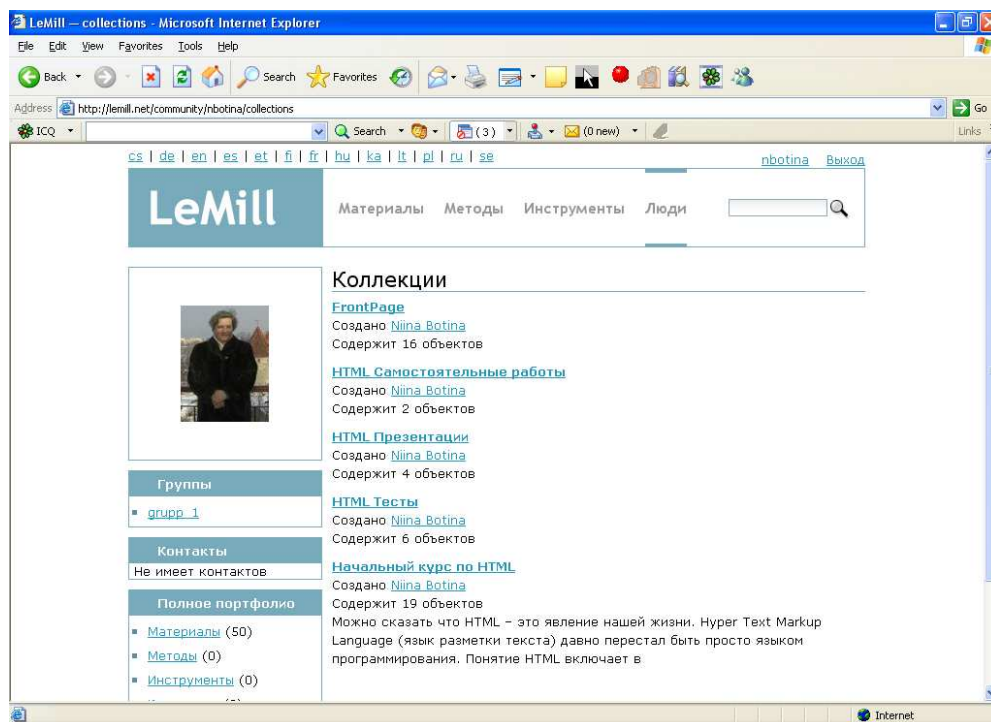 LeMill — collections - Microsoft Internet Explorer
File Edit View Favorites Tools Help
Back Search Favorites
Address http://lemill.net/community/nbotina/collections Go
ICQ Search (3) (0 new) Links
cs | de | en | es | et | fi | fr | hu | ka | lt | pl | ru | se
nbotina Выход
LeMill Материалы Методы Инструменты Люди
Коллекции
FrontPage
Создано Niina Botina
Содержит 16 объектов
HTML Самостоятельные работы
Создано Niina Botina
Содержит 2 объектов
HTML Презентации
Создано Niina Botina
Содержит 4 объектов
HTML Тесты
Создано Niina Botina
Содержит 6 объектов
Начальный курс по HTML
Создано Niina Botina
Содержит 19 объектов
Можно сказать что HTML – это явление нашей жизни. Hyper Text Markup
Language (язык разметки текста) давно перестал быть просто языком
программирования. Понятие HTML включает в
Группы
grupp_1
Контакты
Не имеет контактов
Полное портфолио
Материалы (50)
Методы (0)
Инструменты (0)
Internet